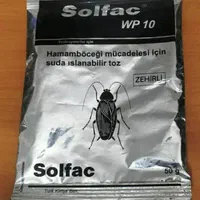 Solfac®
WP 10
Hamamböceği mücadelesi için
suda ıslanabilir toz
ZEHİRLİ
Solfac
50 g